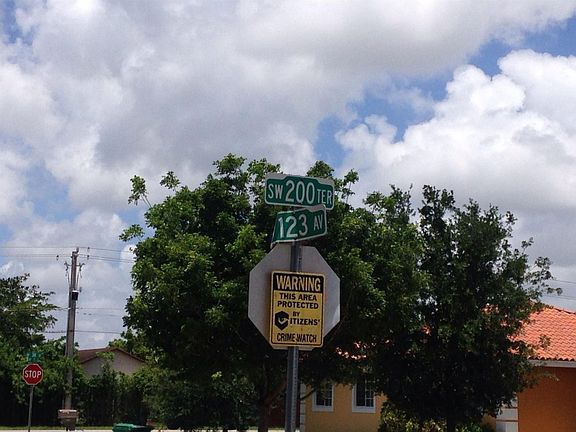 SW 200 TER
123 AV
WARNING
THIS AREA
PROTECTED
BY
CITIZENS'
CRIME-WATCH
STOP